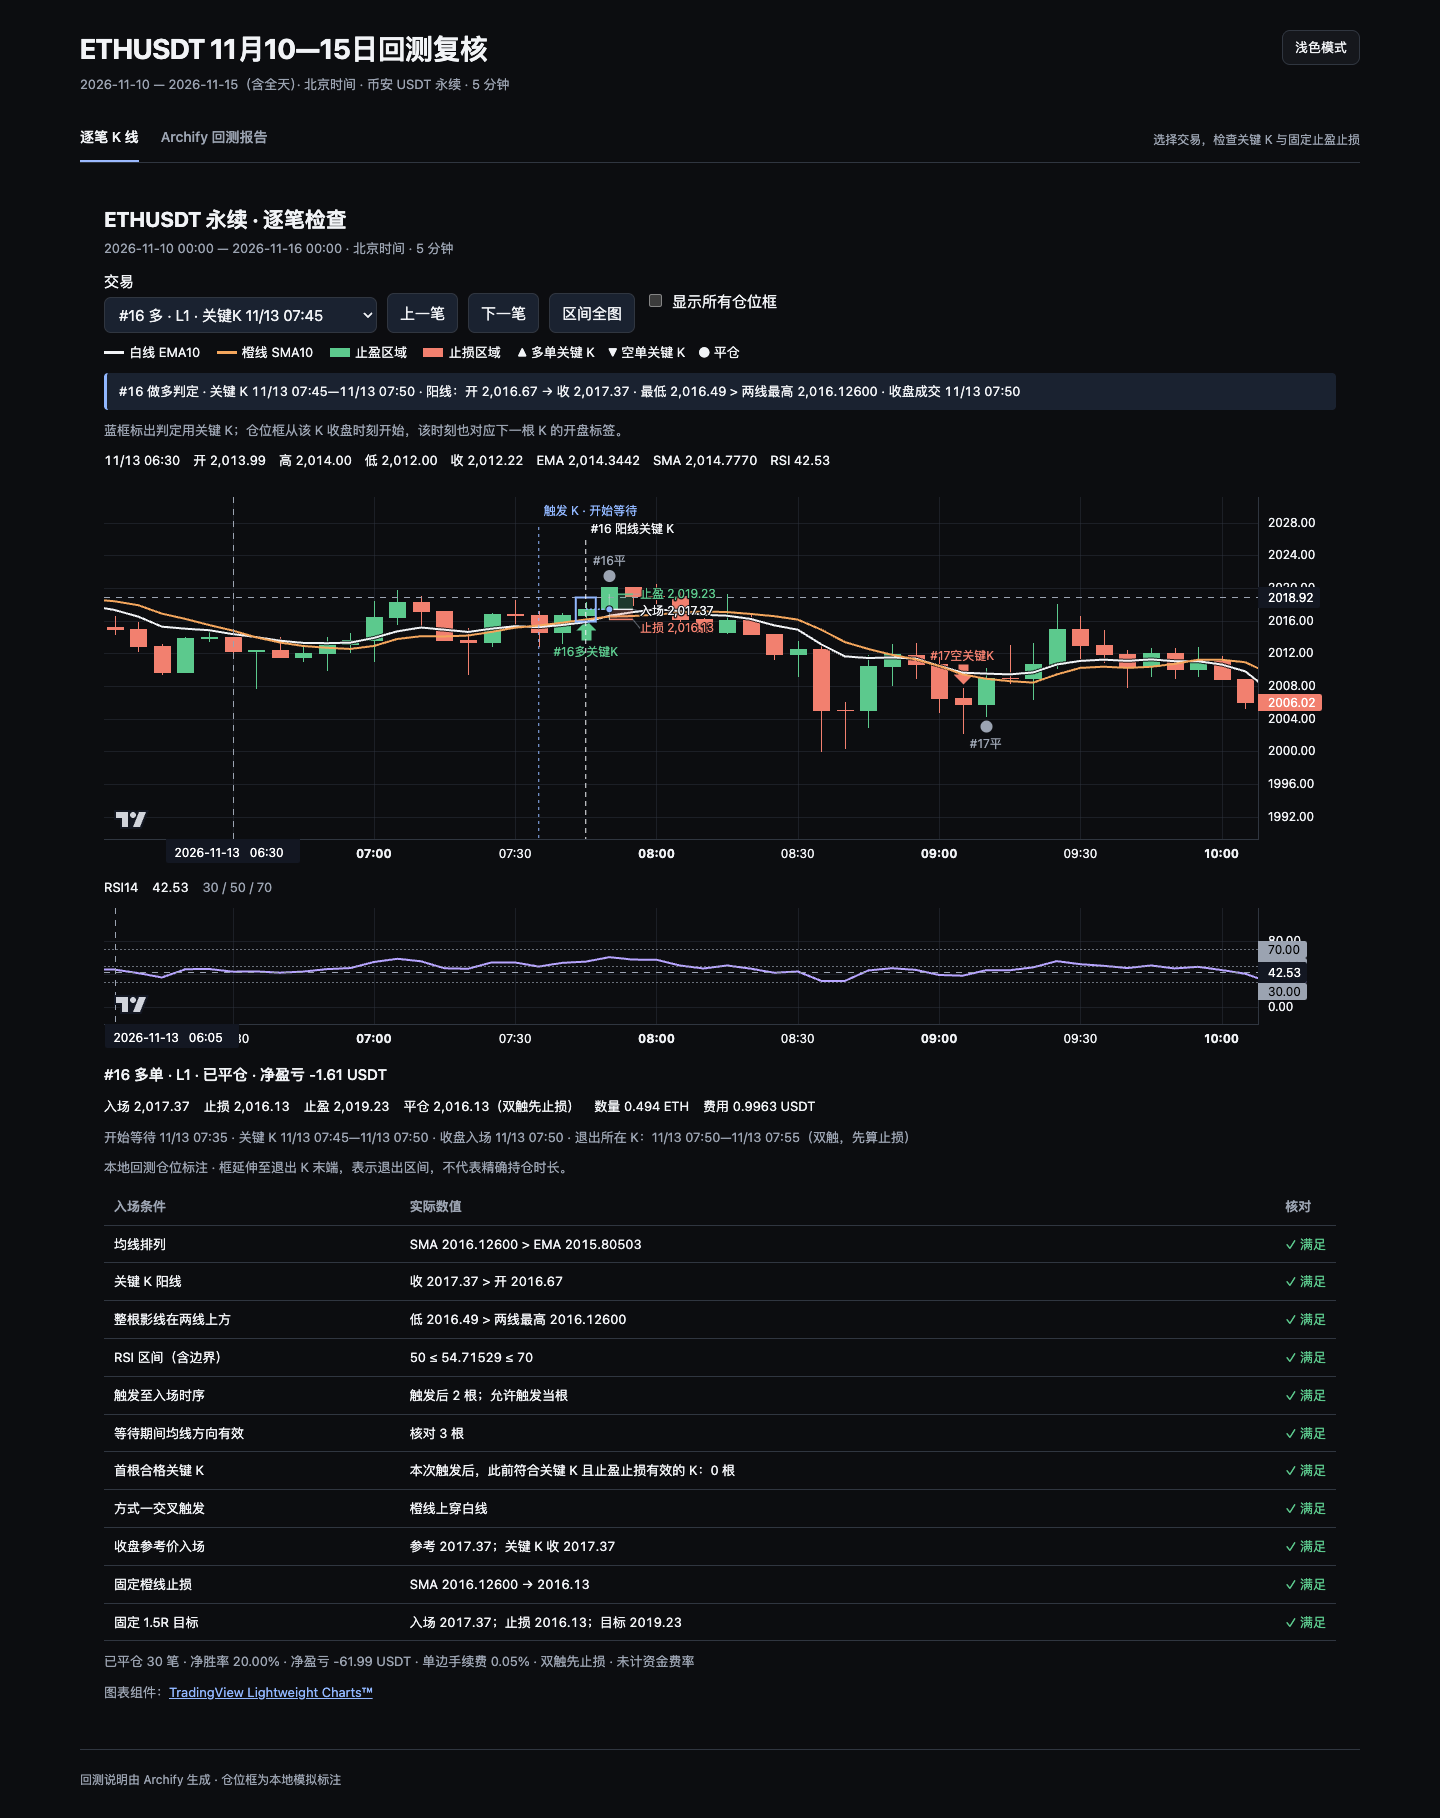 ETHUSDT 11月10—15日回测复核
浅色模式
2026-11-10 — 2026-11-15（含全天）· 北京时间 · 币安 USDT 永续 · 5 分钟
逐笔 K 线
Archify 回测报告
选择交易，检查关键 K 与固定止盈止损
ETHUSDT 永续 · 逐笔检查
2026-11-10 00:00 — 2026-11-16 00:00 · 北京时间 · 5 分钟
交易
#16 多 · L1 · 关键K 11/13 07:45
上一笔
下一笔
区间全图
显示所有仓位框
白线 EMA10
橙线 SMA10
止盈区域
止损区域
▲ 多单关键 K
▼ 空单关键 K
● 平仓
#16 做多判定 · 关键 K 11/13 07:45—11/13 07:50 · 阳线：开 2,016.67 → 收 2,017.37 · 最低 2,016.49 > 两线最高 2,016.12600 · 收盘成交 11/13 07:50
蓝框标出判定用关键 K；仓位框从该 K 收盘时刻开始，该时刻也对应下一根 K 的开盘标签。
11/13 06:30 开 2,013.99 高 2,014.00 低 2,012.00 收 2,012.22 EMA 2,014.3442 SMA 2,014.7770 RSI 42.53
触发 K · 开始等待
#16 阳线关键 K
#16平
止盈 2,019.23
入场 2,017.37
止损 2,016.13
#16多关键K
#17空关键K
#17平
2028.00
2024.00
2020.00
2018.92
2016.00
2012.00
2008.00
2006.02
2004.00
2000.00
1996.00
1992.00
2026-11-13 06:30
07:00
07:30
08:00
08:30
09:00
09:30
10:00
RSI14 42.53 30 / 50 / 70
80.00
70.00
42.53
30.00
0.00
2026-11-13 06:05
07:00
07:30
08:00
08:30
09:00
09:30
10:00
#16 多单 · L1 · 已平仓 · 净盈亏 -1.61 USDT
入场 2,017.37 止损 2,016.13 止盈 2,019.23 平仓 2,016.13（双触先止损） 数量 0.494 ETH 费用 0.9963 USDT
开始等待 11/13 07:35 · 关键 K 11/13 07:45—11/13 07:50 · 收盘入场 11/13 07:50 · 退出所在 K：11/13 07:50—11/13 07:55（双触，先算止损）
本地回测仓位标注 · 框延伸至退出 K 末端，表示退出区间，不代表精确持仓时长。
入场条件 实际数值 核对
均线排列 SMA 2016.12600 > EMA 2015.80503 ✓ 满足
关键 K 阳线 收 2017.37 > 开 2016.67 ✓ 满足
整根影线在两线上方 低 2016.49 > 两线最高 2016.12600 ✓ 满足
RSI 区间（含边界） 50 ≤ 54.71529 ≤ 70 ✓ 满足
触发至入场时序 触发后 2 根；允许触发当根 ✓ 满足
等待期间均线方向有效 核对 3 根 ✓ 满足
首根合格关键 K 本次触发后，此前符合关键 K 且止盈止损有效的 K：0 根 ✓ 满足
方式一交叉触发 橙线上穿白线 ✓ 满足
收盘参考价入场 参考 2017.37；关键 K 收 2017.37 ✓ 满足
固定橙线止损 SMA 2016.12600 → 2016.13 ✓ 满足
固定 1.5R 目标 入场 2017.37；止损 2016.13；目标 2019.23 ✓ 满足
已平仓 30 笔 · 净胜率 20.00% · 净盈亏 -61.99 USDT · 单边手续费 0.05% · 双触先止损 · 未计资金费率
图表组件：TradingView Lightweight Charts™
回测说明由 Archify 生成 · 仓位框为本地模拟标注